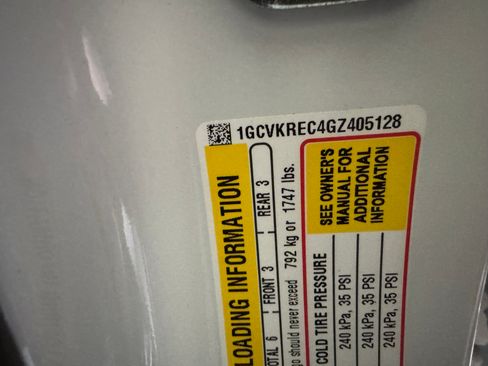 1GCVKREC4GZ405128
LOADING INFORMATION
TOTAL 6 FRONT 3 REAR 3
go should never exceed 792 kg or 1747 lbs.
COLD TIRE PRESSURE
240 kPa, 35 PSI
240 kPa, 35 PSI
240 kPa, 35 PSI
SEE OWNER'S
MANUAL FOR
ADDITIONAL
INFORMATION